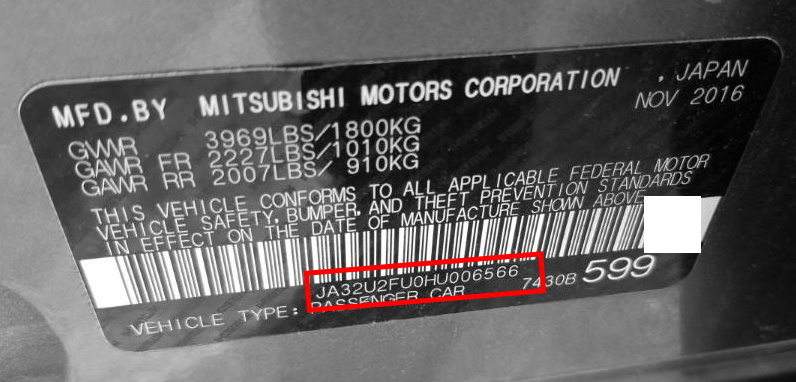 MFD.BY MITSUBISHI MOTORS CORPORATION . JAPAN
NOV 2016
GVWR 3969LBS/1800KG
GAWR FR 2227LBS/1010KG
GAWR RR 2007LBS/ 910KG
THIS VEHICLE CONFORMS TO ALL APPLICABLE FEDERAL MOTOR
VEHICLE SAFETY,BUMPER,AND THEFT PREVENTION STANDARDS
IN EFFECT ON THE DATE OF MANUFACTURE SHOWN ABOVE
JA32U2FU0HU006566 7430B 599
VEHICLE TYPE: PASSENGER CAR